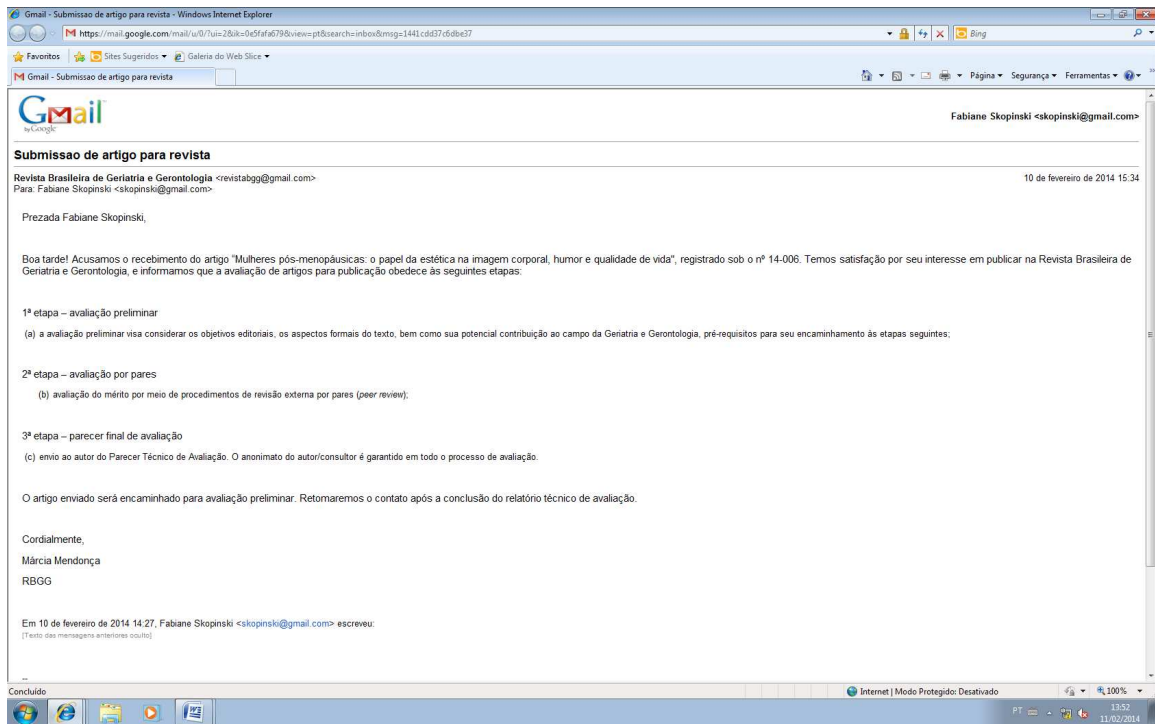 Gmail - Submissao de artigo para revista - Windows Internet Explorer
https://mail.google.com/mail/u/0/?ui=2&ik=0e5fafa679&view=pt&search=inbox&msg=1441cdd37c6dbe37
Bing
Favoritos Sites Sugeridos Galeria do Web Slice
Gmail - Submissao de artigo para revista
Página Segurança Ferramentas
Gmail
by Google
Fabiane Skopinski <skopinski@gmail.com>
Submissao de artigo para revista
Revista Brasileira de Geriatria e Gerontologia <revistabgg@gmail.com> 10 de fevereiro de 2014 15:34
Para: Fabiane Skopinski <skopinski@gmail.com>
Prezada Fabiane Skopinski,
Boa tarde! Acusamos o recebimento do artigo "Mulheres pós-menopáusicas: o papel da estética na imagem corporal, humor e qualidade de vida", registrado sob o nº 14-006. Temos satisfação por seu interesse em publicar na Revista Brasileira de
Geriatria e Gerontologia, e informamos que a avaliação de artigos para publicação obedece às seguintes etapas:
1ª etapa – avaliação preliminar
(a) a avaliação preliminar visa considerar os objetivos editoriais, os aspectos formais do texto, bem como sua potencial contribuição ao campo da Geriatria e Gerontologia, pré-requisitos para seu encaminhamento às etapas seguintes;
2ª etapa – avaliação por pares
(b) avaliação do mérito por meio de procedimentos de revisão externa por pares (peer review);
3ª etapa – parecer final de avaliação
(c) envio ao autor do Parecer Técnico de Avaliação. O anonimato do autor/consultor é garantido em todo o processo de avaliação.
O artigo enviado será encaminhado para avaliação preliminar. Retomaremos o contato após a conclusão do relatório técnico de avaliação.
Cordialmente,
Márcia Mendonça
RBGG
Em 10 de fevereiro de 2014 14:27, Fabiane Skopinski <skopinski@gmail.com> escreveu:
[Texto das mensagens anteriores oculto]
--
Concluído Internet | Modo Protegido: Desativado 100%
PT 13:52
11/02/2014